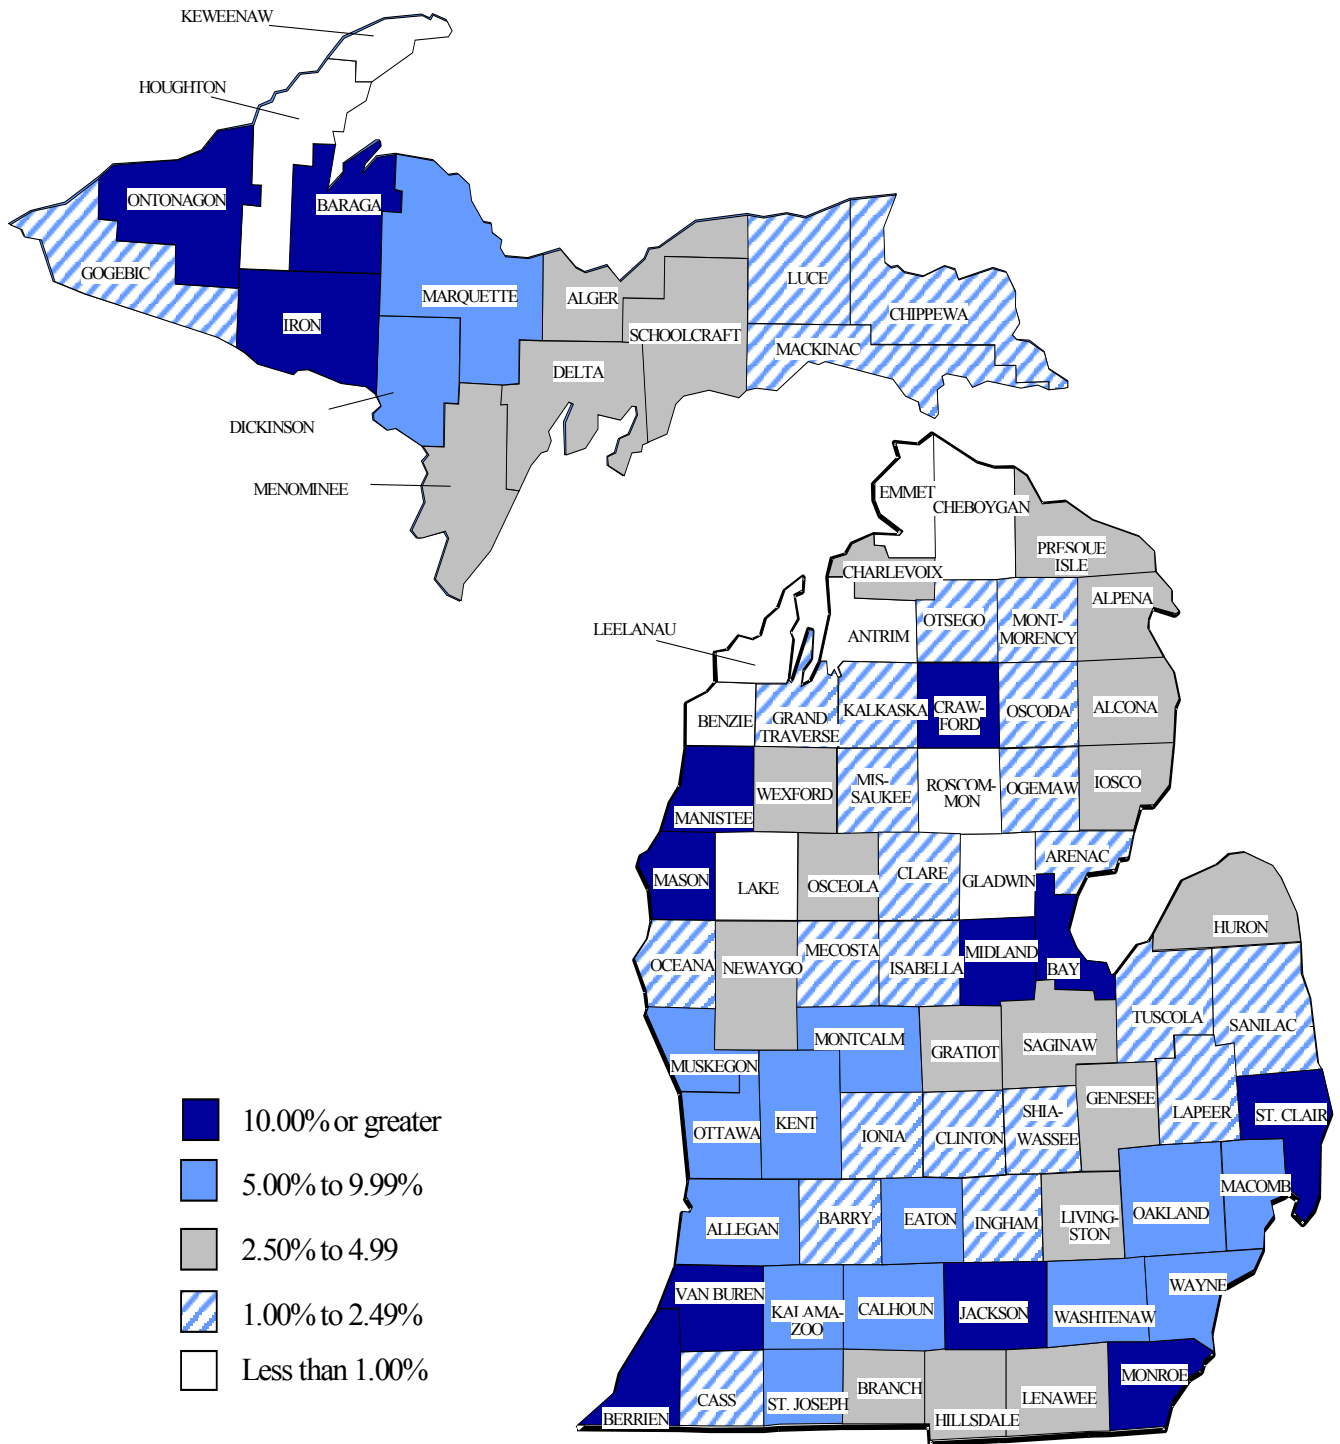 KEWEENAW
HOUGHTON
ONTONAGON
BARAGA
GOGEBIC
LUCE
MARQUETTE
ALGER
CHIPPEWA
IRON
SCHOOLCRAFT
MACKINAC
DELTA
DICKINSON
MENOMINEE
EMMET
CHEBOYGAN
PRESQUE
ISLE
CHARLEVOIX
ALPENA
LEELANAU
ANTRIM
OTSEGO
MONT-
MORENCY
BENZIE
GRAND
TRAVERSE
KALKASKA
CRAW-
FORD
OSCODA
ALCONA
MANISTEE
WEXFORD
MIS-
SAUKEE
ROSCOM-
MON
OGEMAW
IOSCO
MASON
LAKE
OSCEOLA
CLARE
GLADWIN
ARENAC
HURON
OCEANA
NEWAYGO
MECOSTA
ISABELLA
MIDLAND
BAY
TUSCOLA
SANILAC
MUSKEGON
MONTCALM
GRATIOT
SAGINAW
OTTAWA
KENT
IONIA
CLINTON
SHIA-
WASSEE
GENESEE
LAPEER
ST. CLAIR
ALLEGAN
BARRY
EATON
INGHAM
LIVING-
STON
OAKLAND
MACOMB
VAN BUREN
KALAMA-
ZOO
CALHOUN
JACKSON
WASHTENAW
WAYNE
BERRIEN
CASS
ST. JOSEPH
BRANCH
HILLSDALE
LENAWEE
MONROE
10.00% or greater
5.00% to 9.99%
2.50% to 4.99
1.00% to 2.49%
Less than 1.00%